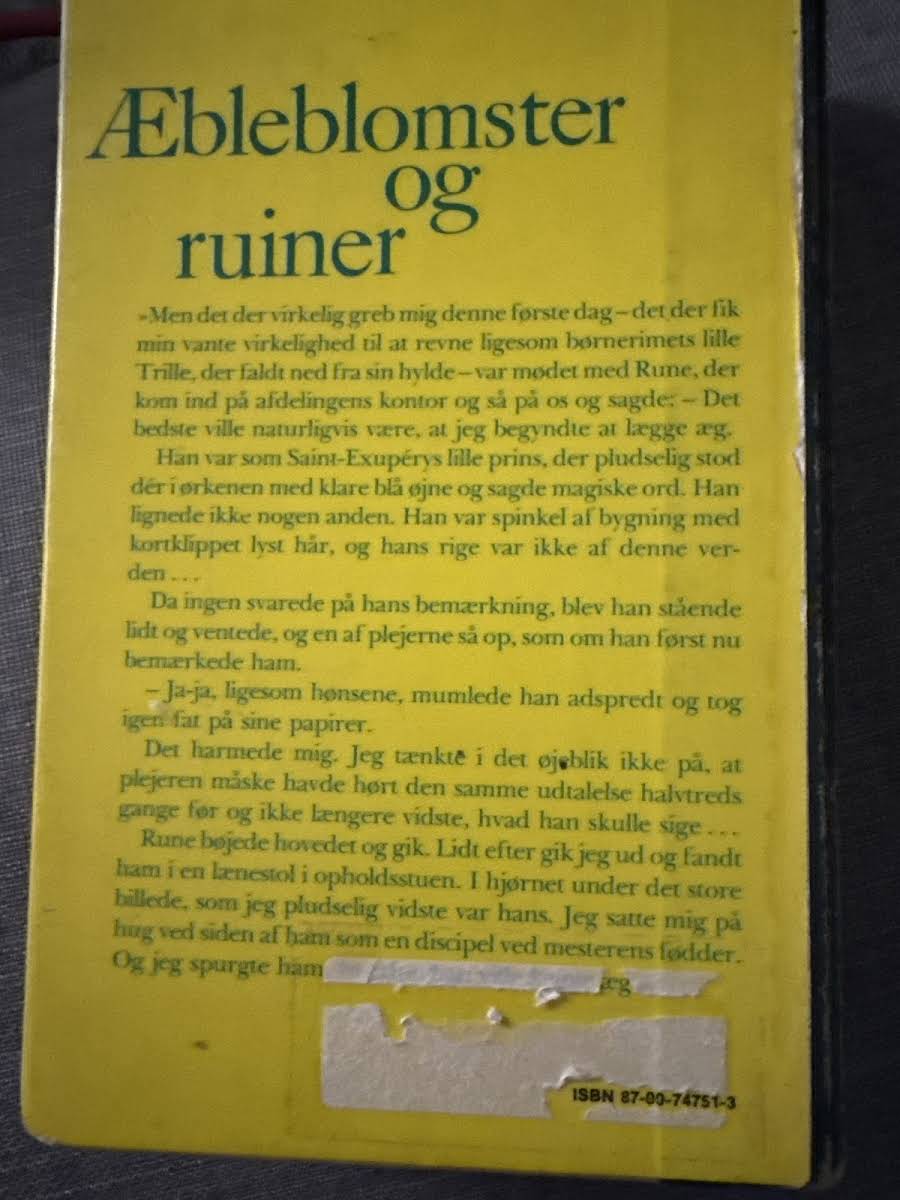 Æbleblomster
og
ruiner
»Men det der virkelig greb mig denne første dag – det der fik
min vante virkelighed til at revne ligesom børnerimets lille
Trille, der faldt ned fra sin hylde – var mødet med Rune, der
kom ind på afdelingens kontor og så på os og sagde: – Det
bedste ville naturligvis være, at jeg begyndte at lægge æg.
Han var som Saint-Exupérys lille prins, der pludselig stod
dér i ørkenen med klare blå øjne og sagde magiske ord. Han
lignede ikke nogen anden. Han var spinkel af bygning med
kortklippet lyst hår, og hans rige var ikke af denne ver-
den . . .
Da ingen svarede på hans bemærkning, blev han stående
lidt og ventede, og en af plejerne så op, som om han først nu
bemærkede ham.
– Ja-ja, ligesom hønsene, mumlede han adspredt og tog
igen fat på sine papirer.
Det harmede mig. Jeg tænkte i det øjeblik ikke på, at
plejeren måske havde hørt den samme udtalelse halvtreds
gange før og ikke længere vidste, hvad han skulle sige . . .
Rune bøjede hovedet og gik. Lidt efter gik jeg ud og fandt
ham i en lænestol i opholdsstuen. I hjørnet under det store
billede, som jeg pludselig vidste var hans. Jeg satte mig på
hug ved siden af ham som en discipel ved mesterens fødder.
Og jeg spurgte ham
æg
ISBN 87-00-74751-3